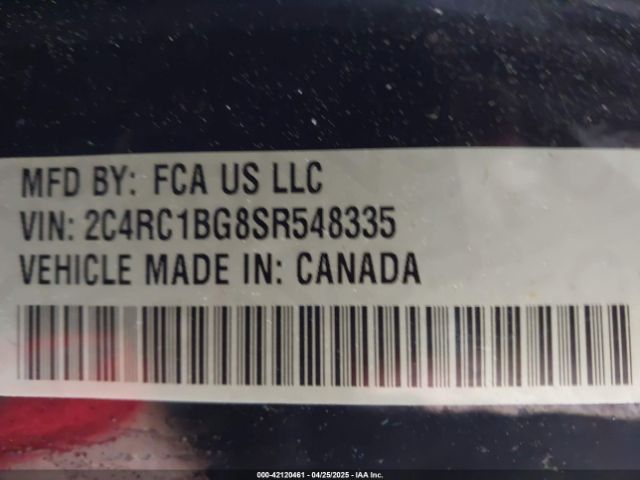 MFD BY: FCA US LLC
VIN: 2C4RC1BG8SR548335
VEHICLE MADE IN: CANADA
000-42120461 - 04/25/2025 - IAA Inc.